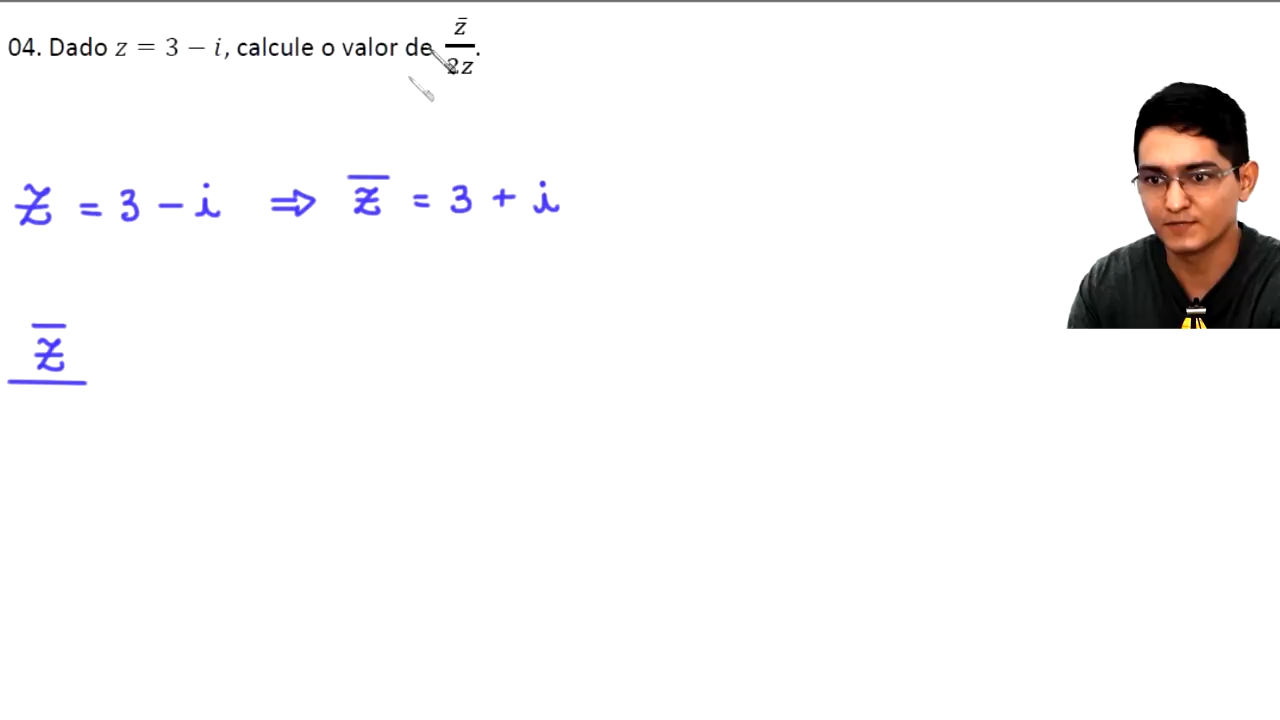 04. Dado z = 3 − i, calcule o valor de z̄/2z.
z = 3 − i ⇒ z̄ = 3 + i
z̄